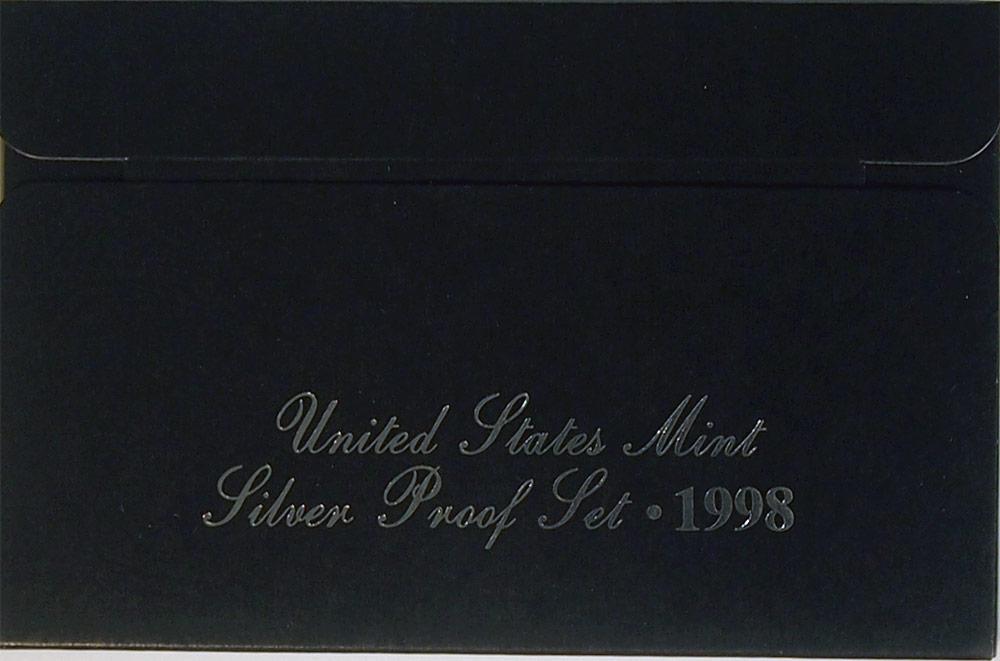 United States Mint
Silver Proof Set • 1998